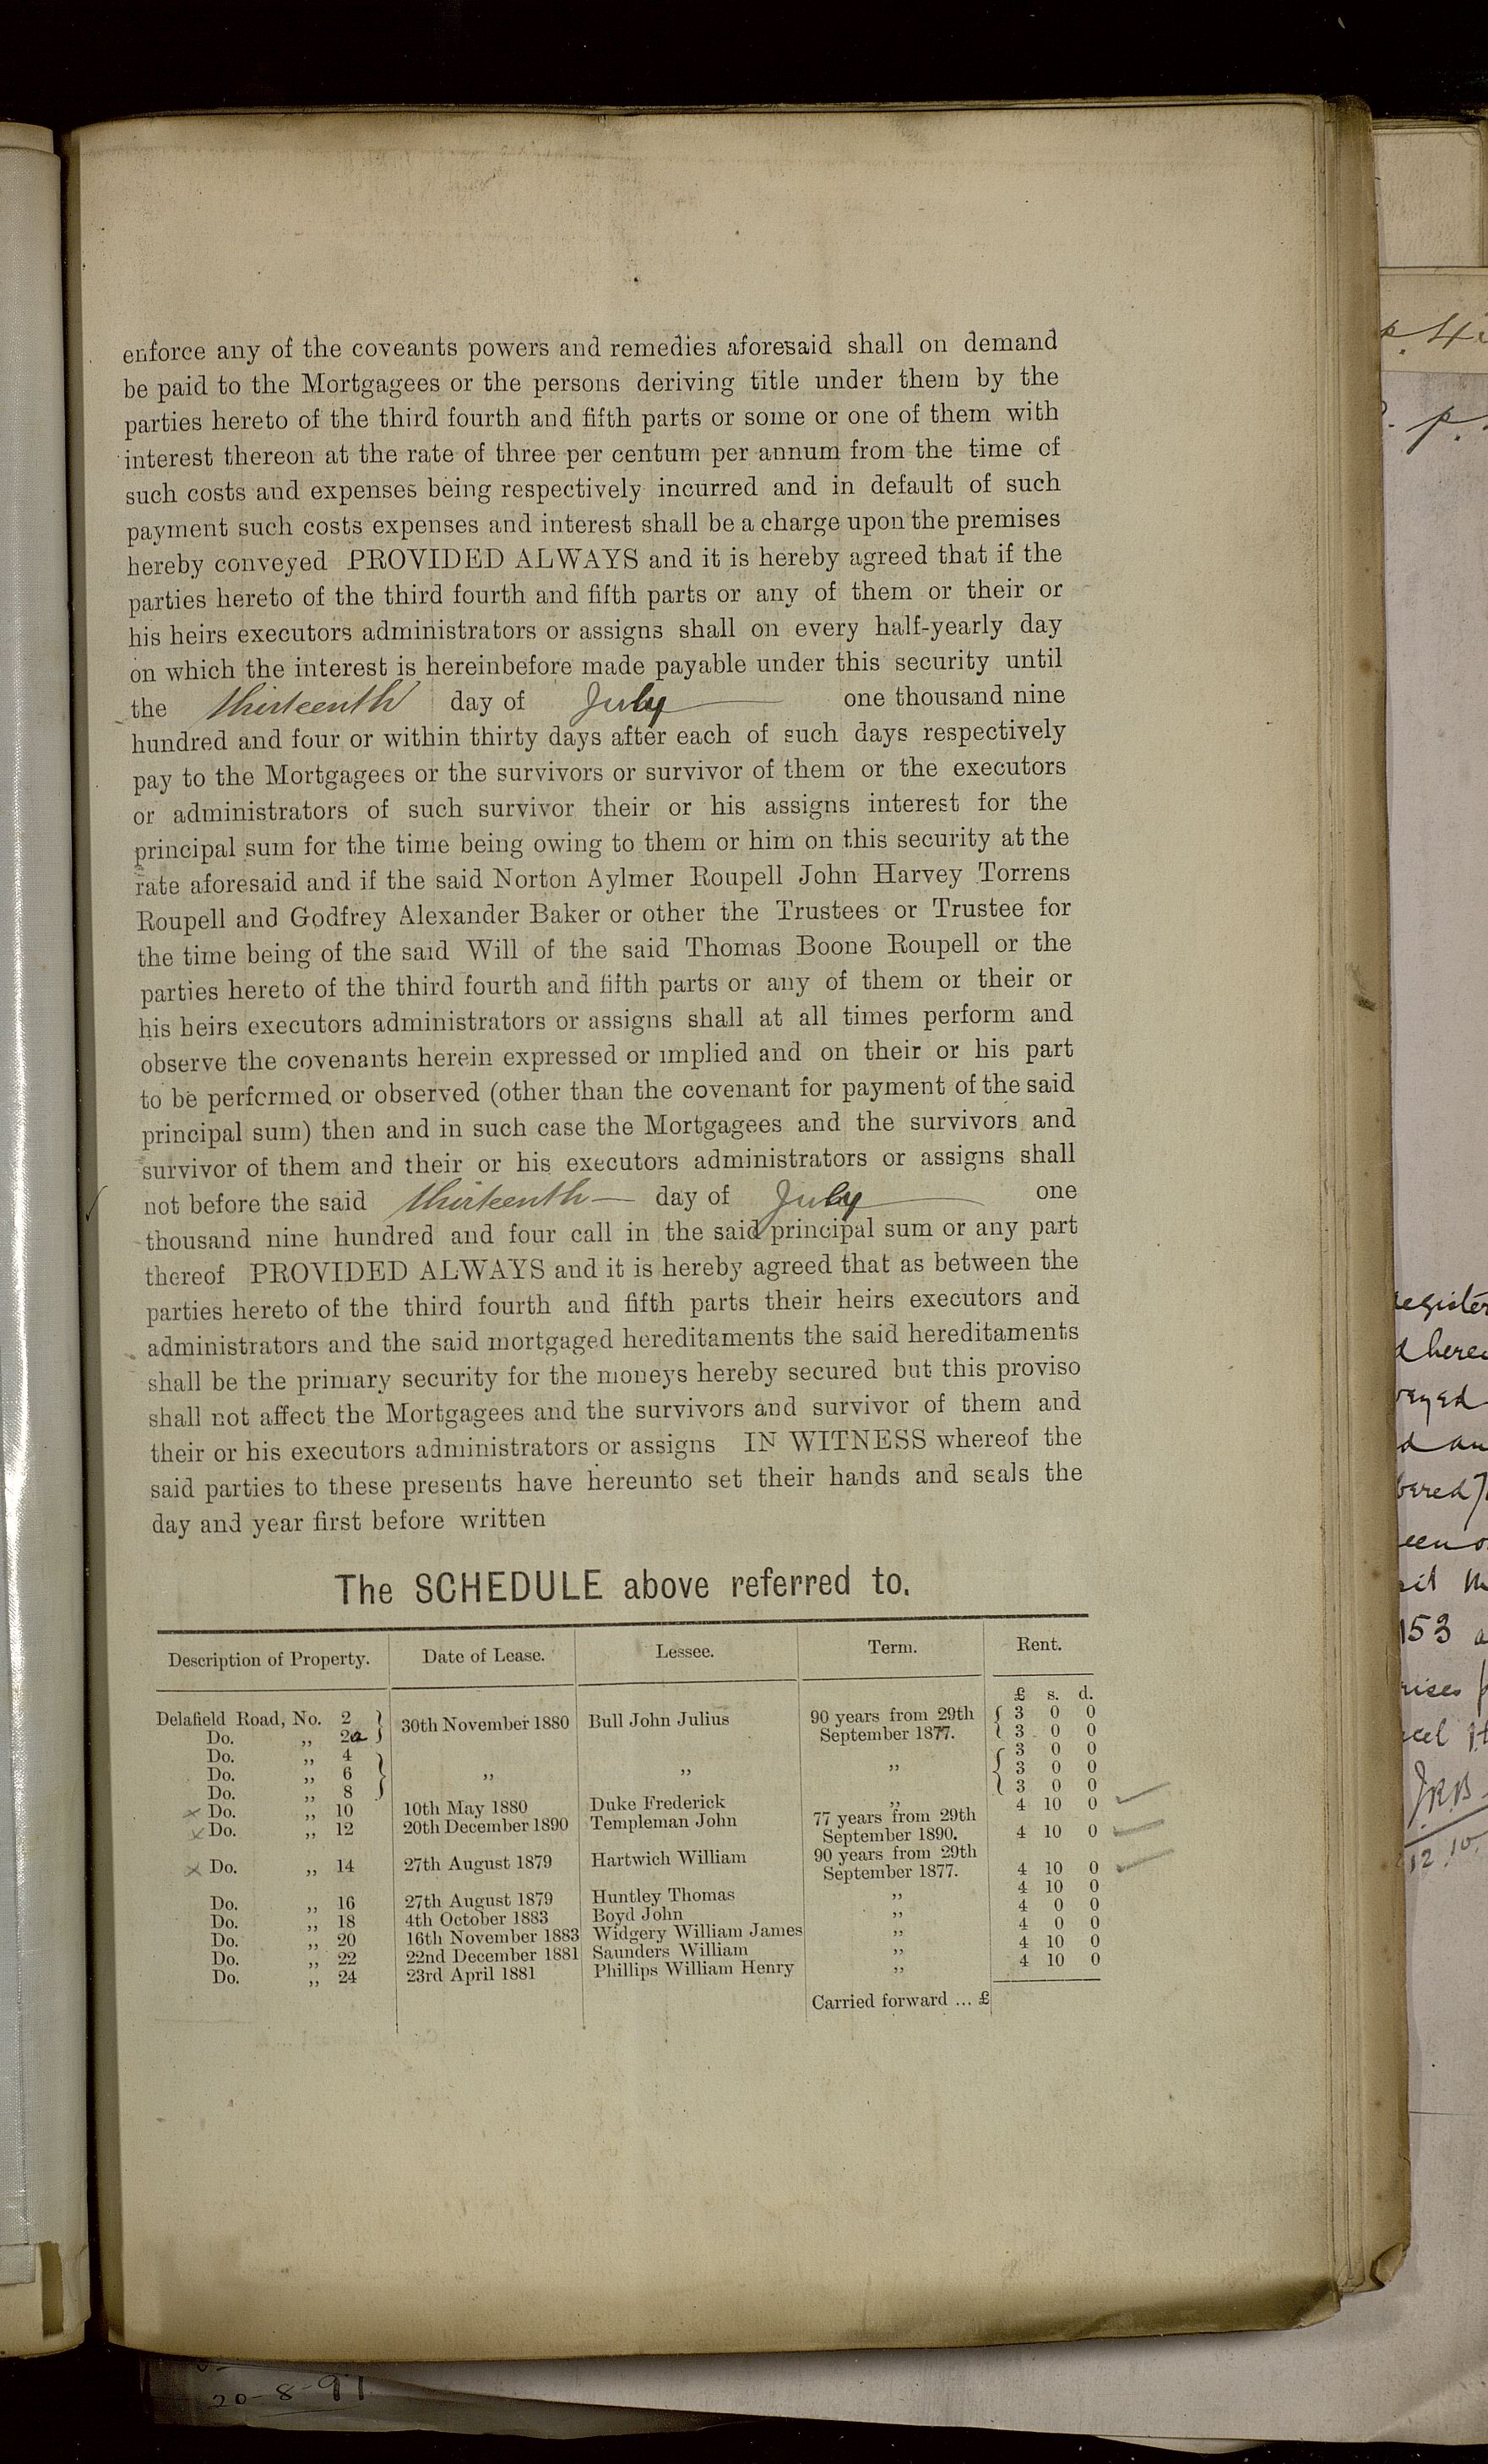 enforce any of the coveants powers and remedies aforesaid shall on demand
be paid to the Mortgagees or the persons deriving title under them by the
parties hereto of the third fourth and fifth parts or some or one of them with
interest thereon at the rate of three per centum per annum from the time of
such costs and expenses being respectively incurred and in default of such
payment such costs expenses and interest shall be a charge upon the premises
hereby conveyed PROVIDED ALWAYS and it is hereby agreed that if the
parties hereto of the third fourth and fifth parts or any of them or their or
his heirs executors administrators or assigns shall on every half-yearly day
on which the interest is hereinbefore made payable under this security until
the thirteenth day of July one thousand nine
hundred and four or within thirty days after each of such days respectively
pay to the Mortgagees or the survivors or survivor of them or the executors
or administrators of such survivor their or his assigns interest for the
principal sum for the time being owing to them or him on this security at the
rate aforesaid and if the said Norton Aylmer Roupell John Harvey Torrens
Roupell and Godfrey Alexander Baker or other the Trustees or Trustee for
the time being of the said Will of the said Thomas Boone Roupell or the
parties hereto of the third fourth and fifth parts or any of them or their or
his heirs executors administrators or assigns shall at all times perform and
observe the covenants herein expressed or implied and on their or his part
to be performed or observed (other than the covenant for payment of the said
principal sum) then and in such case the Mortgagees and the survivors and
survivor of them and their or his executors administrators or assigns shall
not before the said thirteenth day of July one
thousand nine hundred and four call in the said principal sum or any part
thereof PROVIDED ALWAYS and it is hereby agreed that as between the
parties hereto of the third fourth and fifth parts their heirs executors and
administrators and the said mortgaged hereditaments the said hereditaments
shall be the primary security for the moneys hereby secured but this proviso
shall not affect the Mortgagees and the survivors and survivor of them and
their or his executors administrators or assigns IN WITNESS whereof the
said parties to these presents have hereunto set their hands and seals the
day and year first before written
The SCHEDULE above referred to.
Description of Property. Date of Lease. Lessee. Term. Rent.
£ s. d.
Delafield Road, No. 2 } 30th November 1880 Bull John Julius 90 years from 29th { 3 0 0
Do. ,, 2a } September 1877. { 3 0 0
Do. ,, 4 } { 3 0 0
Do. ,, 6 } ,, ,, ,, { 3 0 0
Do. ,, 8 } { 3 0 0
x Do. ,, 10 10th May 1880 Duke Frederick ,, 4 10 0 ✓
x Do. ,, 12 20th December 1890 Templeman John 77 years from 29th
September 1890. 4 10 0 ✓
x Do. ,, 14 27th August 1879 Hartwich William 90 years from 29th
September 1877. 4 10 0 ✓
Do. ,, 16 27th August 1879 Huntley Thomas ,, 4 10 0
Do. ,, 18 4th October 1883 Boyd John ,, 4 0 0
Do. ,, 20 16th November 1883 Widgery William James ,, 4 0 0
Do. ,, 22 22nd December 1881 Saunders William ,, 4 10 0
Do. ,, 24 23rd April 1881 Phillips William Henry ,, 4 10 0
Carried forward ... £
20-8-97
153
JRB
12.10.